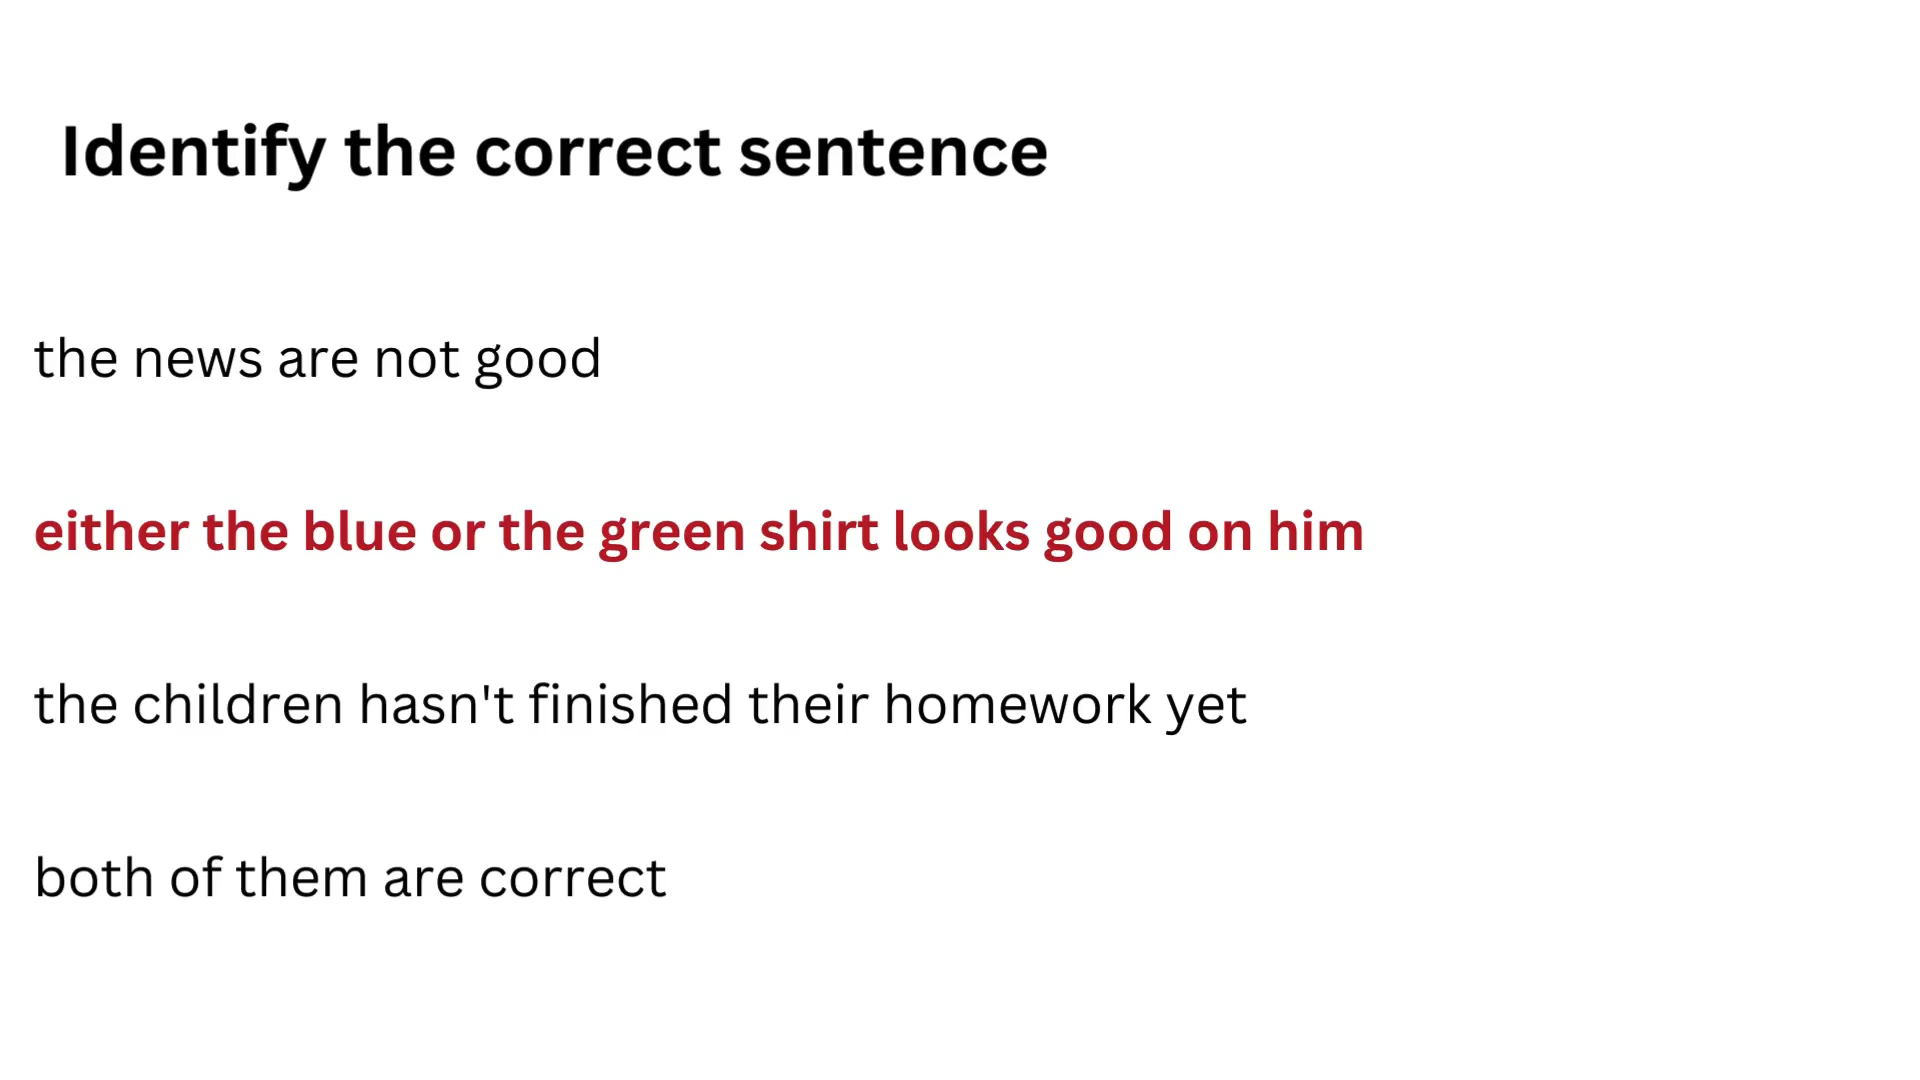 Identify the correct sentence
the news are not good
either the blue or the green shirt looks good on him
the children hasn't finished their homework yet
both of them are correct